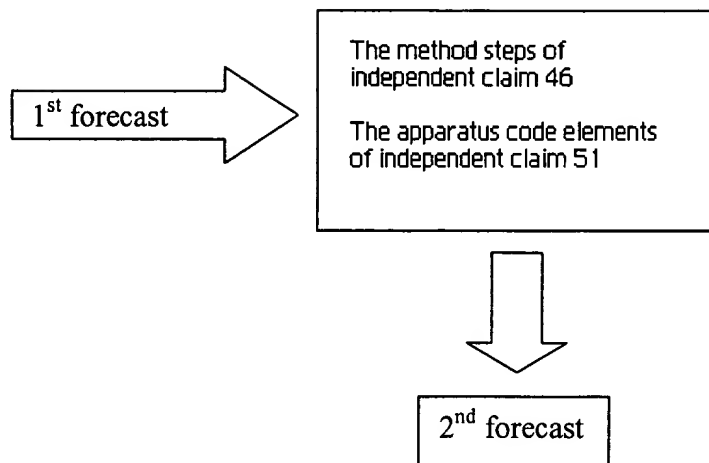 1st forecast
The method steps of
independent claim 46
The apparatus code elements
of independent claim 51
2nd forecast